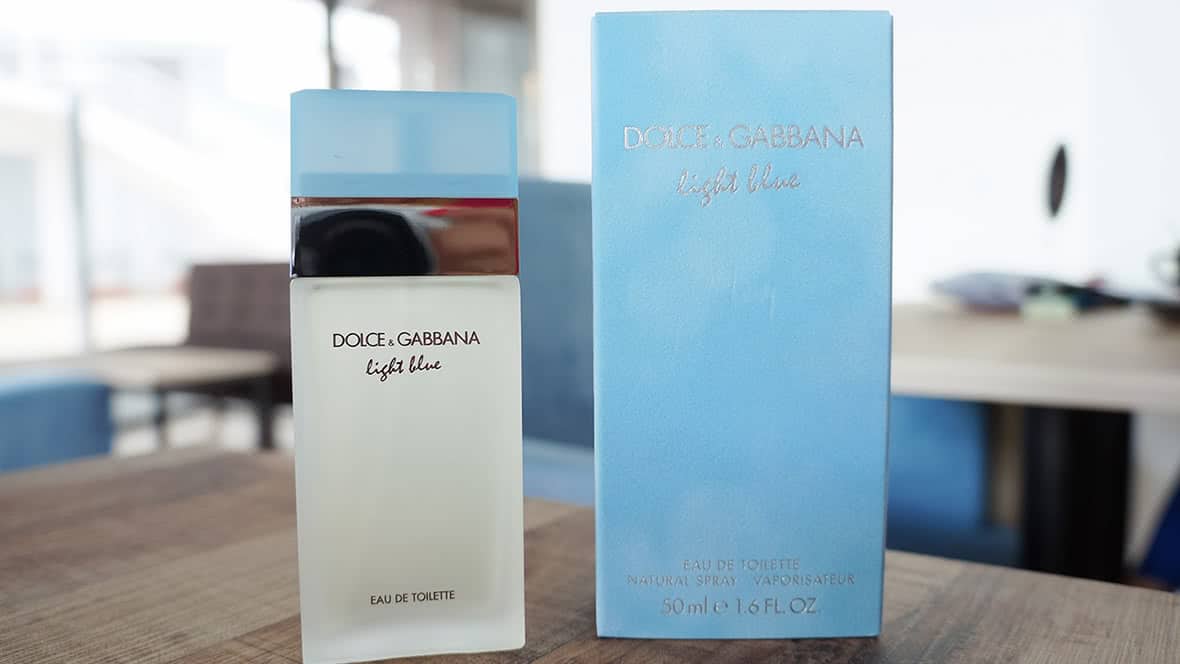 DOLCE & GABBANA
light blue
EAU DE TOILETTE
DOLCE & GABBANA
light blue
EAU DE TOILETTE
NATURAL SPRAY VAPORISATEUR
50 ml e 1.6 FL. OZ.